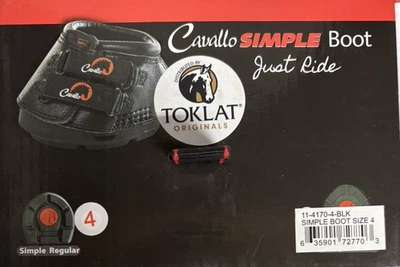 Cavallo SIMPLE Boot
Just Ride
Cavallo
Cavallo
DISTRIBUTED BY
TOKLAT
ORIGINALS
4
Simple Regular
11-4170-4-BLK
SIMPLE BOOT SIZE 4
6 35901 72770 3